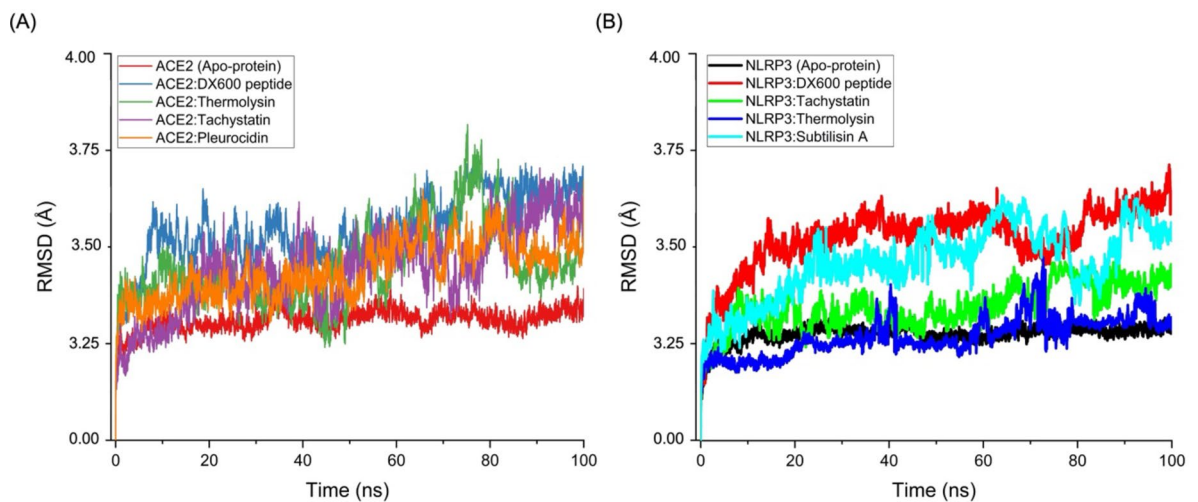 (A)
4.00
ACE2 (Apo-protein)
ACE2:DX600 peptide
ACE2:Thermolysin
ACE2:Tachystatin
ACE2:Pleurocidin
3.75
3.50
3.25
0.00
RMSD (Å)
0 20 40 60 80 100
Time (ns)
(B)
4.00
NLRP3 (Apo-protein)
NLRP3:DX600 peptide
NLRP3:Tachystatin
NLRP3:Thermolysin
NLRP3:Subtilisin A
3.75
3.50
3.25
0.00
RMSD (Å)
0 20 40 60 80 100
Time (ns)